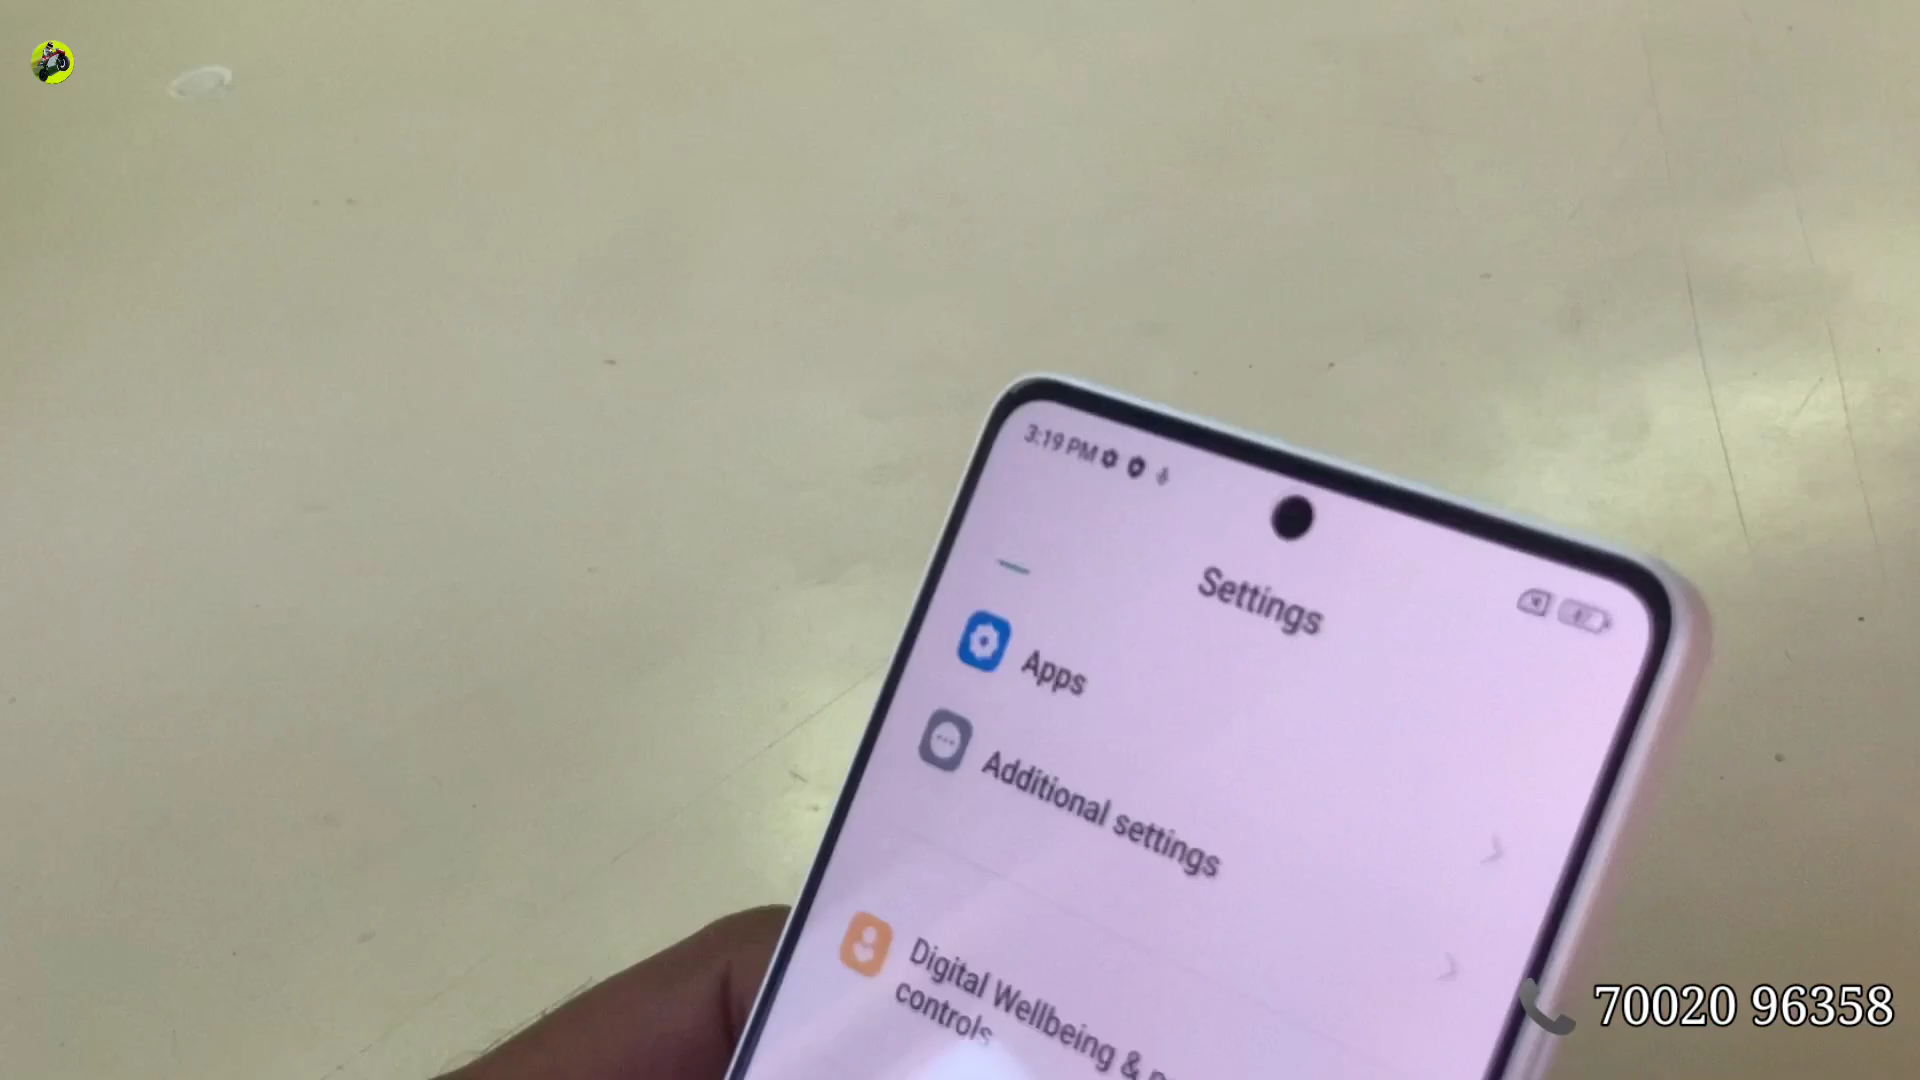 3:19 PM
Settings
Apps
Additional settings
Digital Wellbeing &
controls
70020 96358